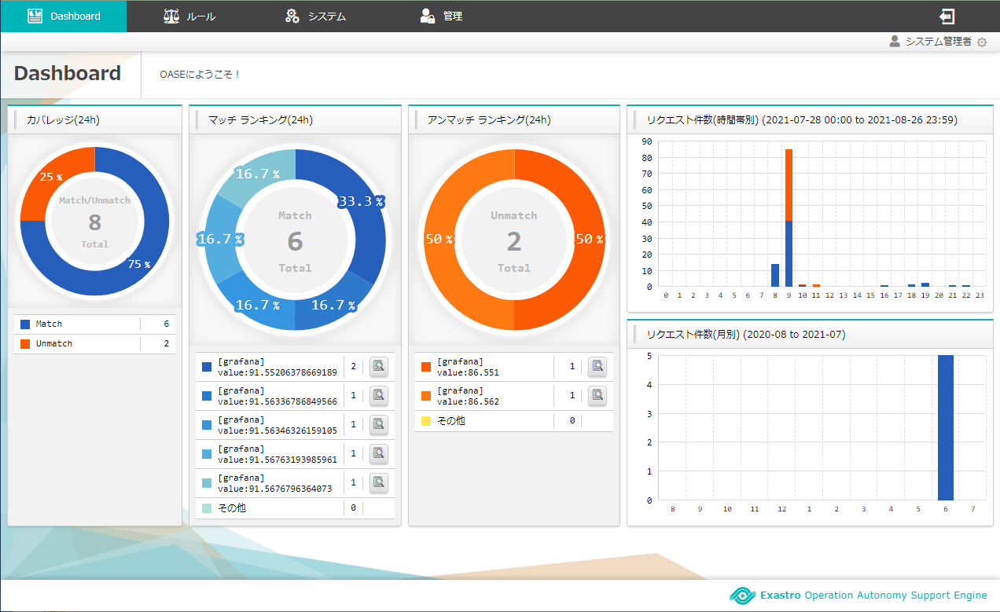 Dashboard
ルール
システム
管理
システム管理者
Dashboard
OASEにようこそ！
カバレッジ(24h)
25 %
Match/Unmatch
8
Total
75 %
Match 6
Unmatch 2
マッチ ランキング(24h)
16.7 %
33.3 %
16.7 %
Match
6
Total
16.7 %
16.7 %
[grafana]
value:91.55206378669189 2
[grafana]
value:91.56336786849566 1
[grafana]
value:91.56346326159105 1
[grafana]
value:91.56763193985961 1
[grafana]
value:91.5676796364073 1
その他 0
アンマッチ ランキング(24h)
50 %
Unmatch
2
Total
50 %
[grafana]
value:86.551 1
[grafana]
value:86.562 1
その他 0
リクエスト件数(時間帯別) (2021-07-28 00:00 to 2021-08-26 23:59)
90
80
70
60
50
40
30
20
10
0
0 1 2 3 4 5 6 7 8 9 10 11 12 13 14 15 16 17 18 19 20 21 22 23
リクエスト件数(月別) (2020-08 to 2021-07)
5
4
3
2
1
0
8 9 10 11 12 1 2 3 4 5 6 7
Exastro Operation Autonomy Support Engine